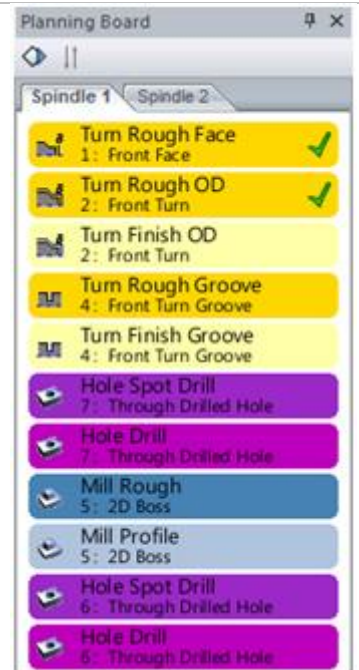 Planning Board
Spindle 1 Spindle 2
Turn Rough Face
1: Front Face
Turn Rough OD
2: Front Turn
Turn Finish OD
2: Front Turn
Turn Rough Groove
4: Front Turn Groove
Turn Finish Groove
4: Front Turn Groove
Hole Spot Drill
7: Through Drilled Hole
Hole Drill
7: Through Drilled Hole
Mill Rough
5: 2D Boss
Mill Profile
5: 2D Boss
Hole Spot Drill
6: Through Drilled Hole
Hole Drill
6: Through Drilled Hole